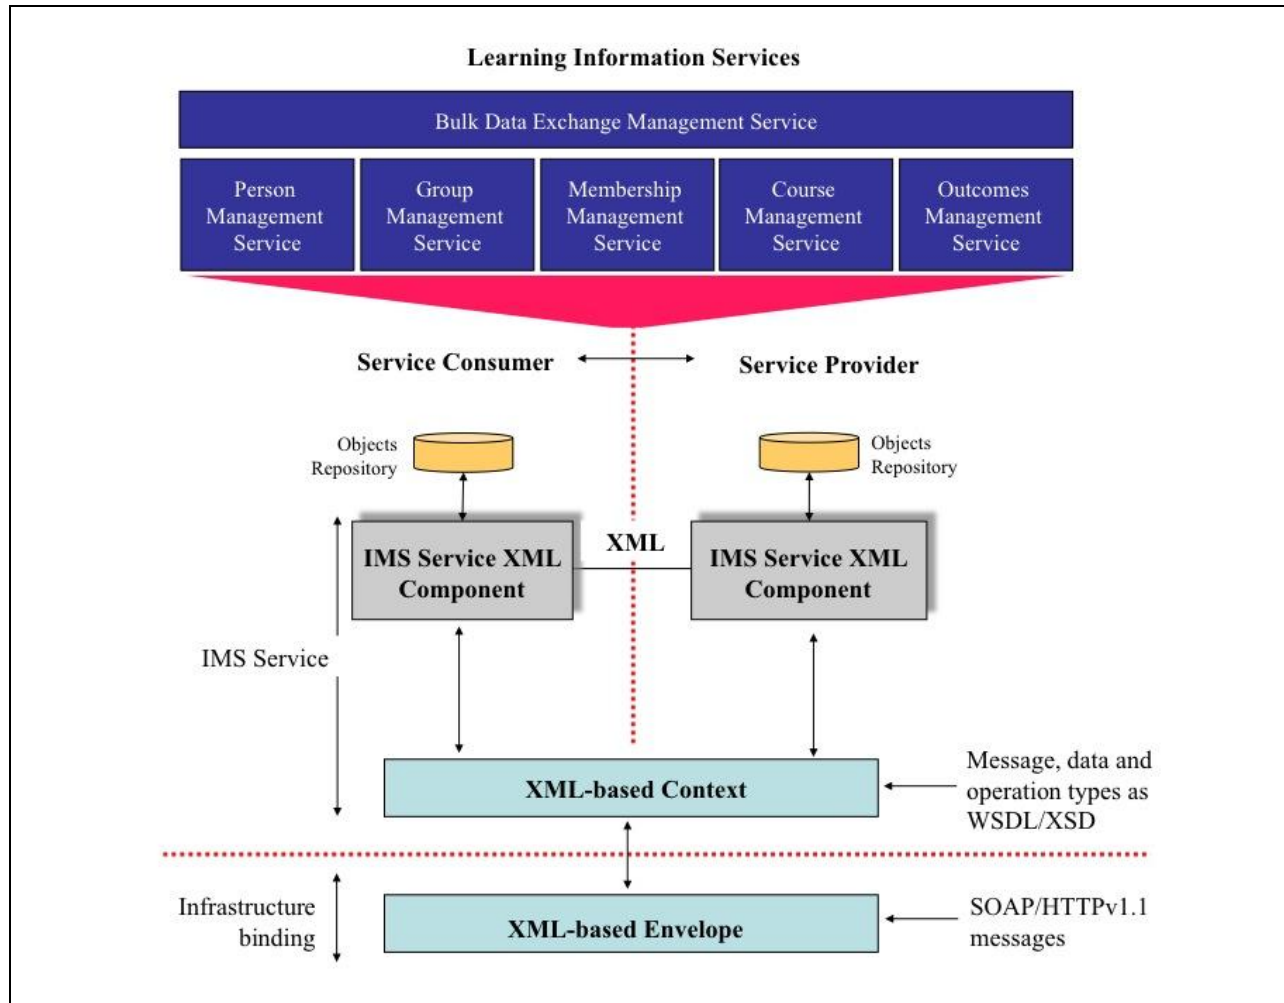 Learning Information Services
Bulk Data Exchange Management Service
Person
Management
Service
Group
Management
Service
Membership
Management
Service
Course
Management
Service
Outcomes
Management
Service
Service Consumer
Service Provider
Objects
Repository
Objects
Repository
IMS Service XML
Component
XML
IMS Service XML
Component
IMS Service
XML-based Context
Message, data and
operation types as
WSDL/XSD
Infrastructure
binding
XML-based Envelope
SOAP/HTTPv1.1
messages